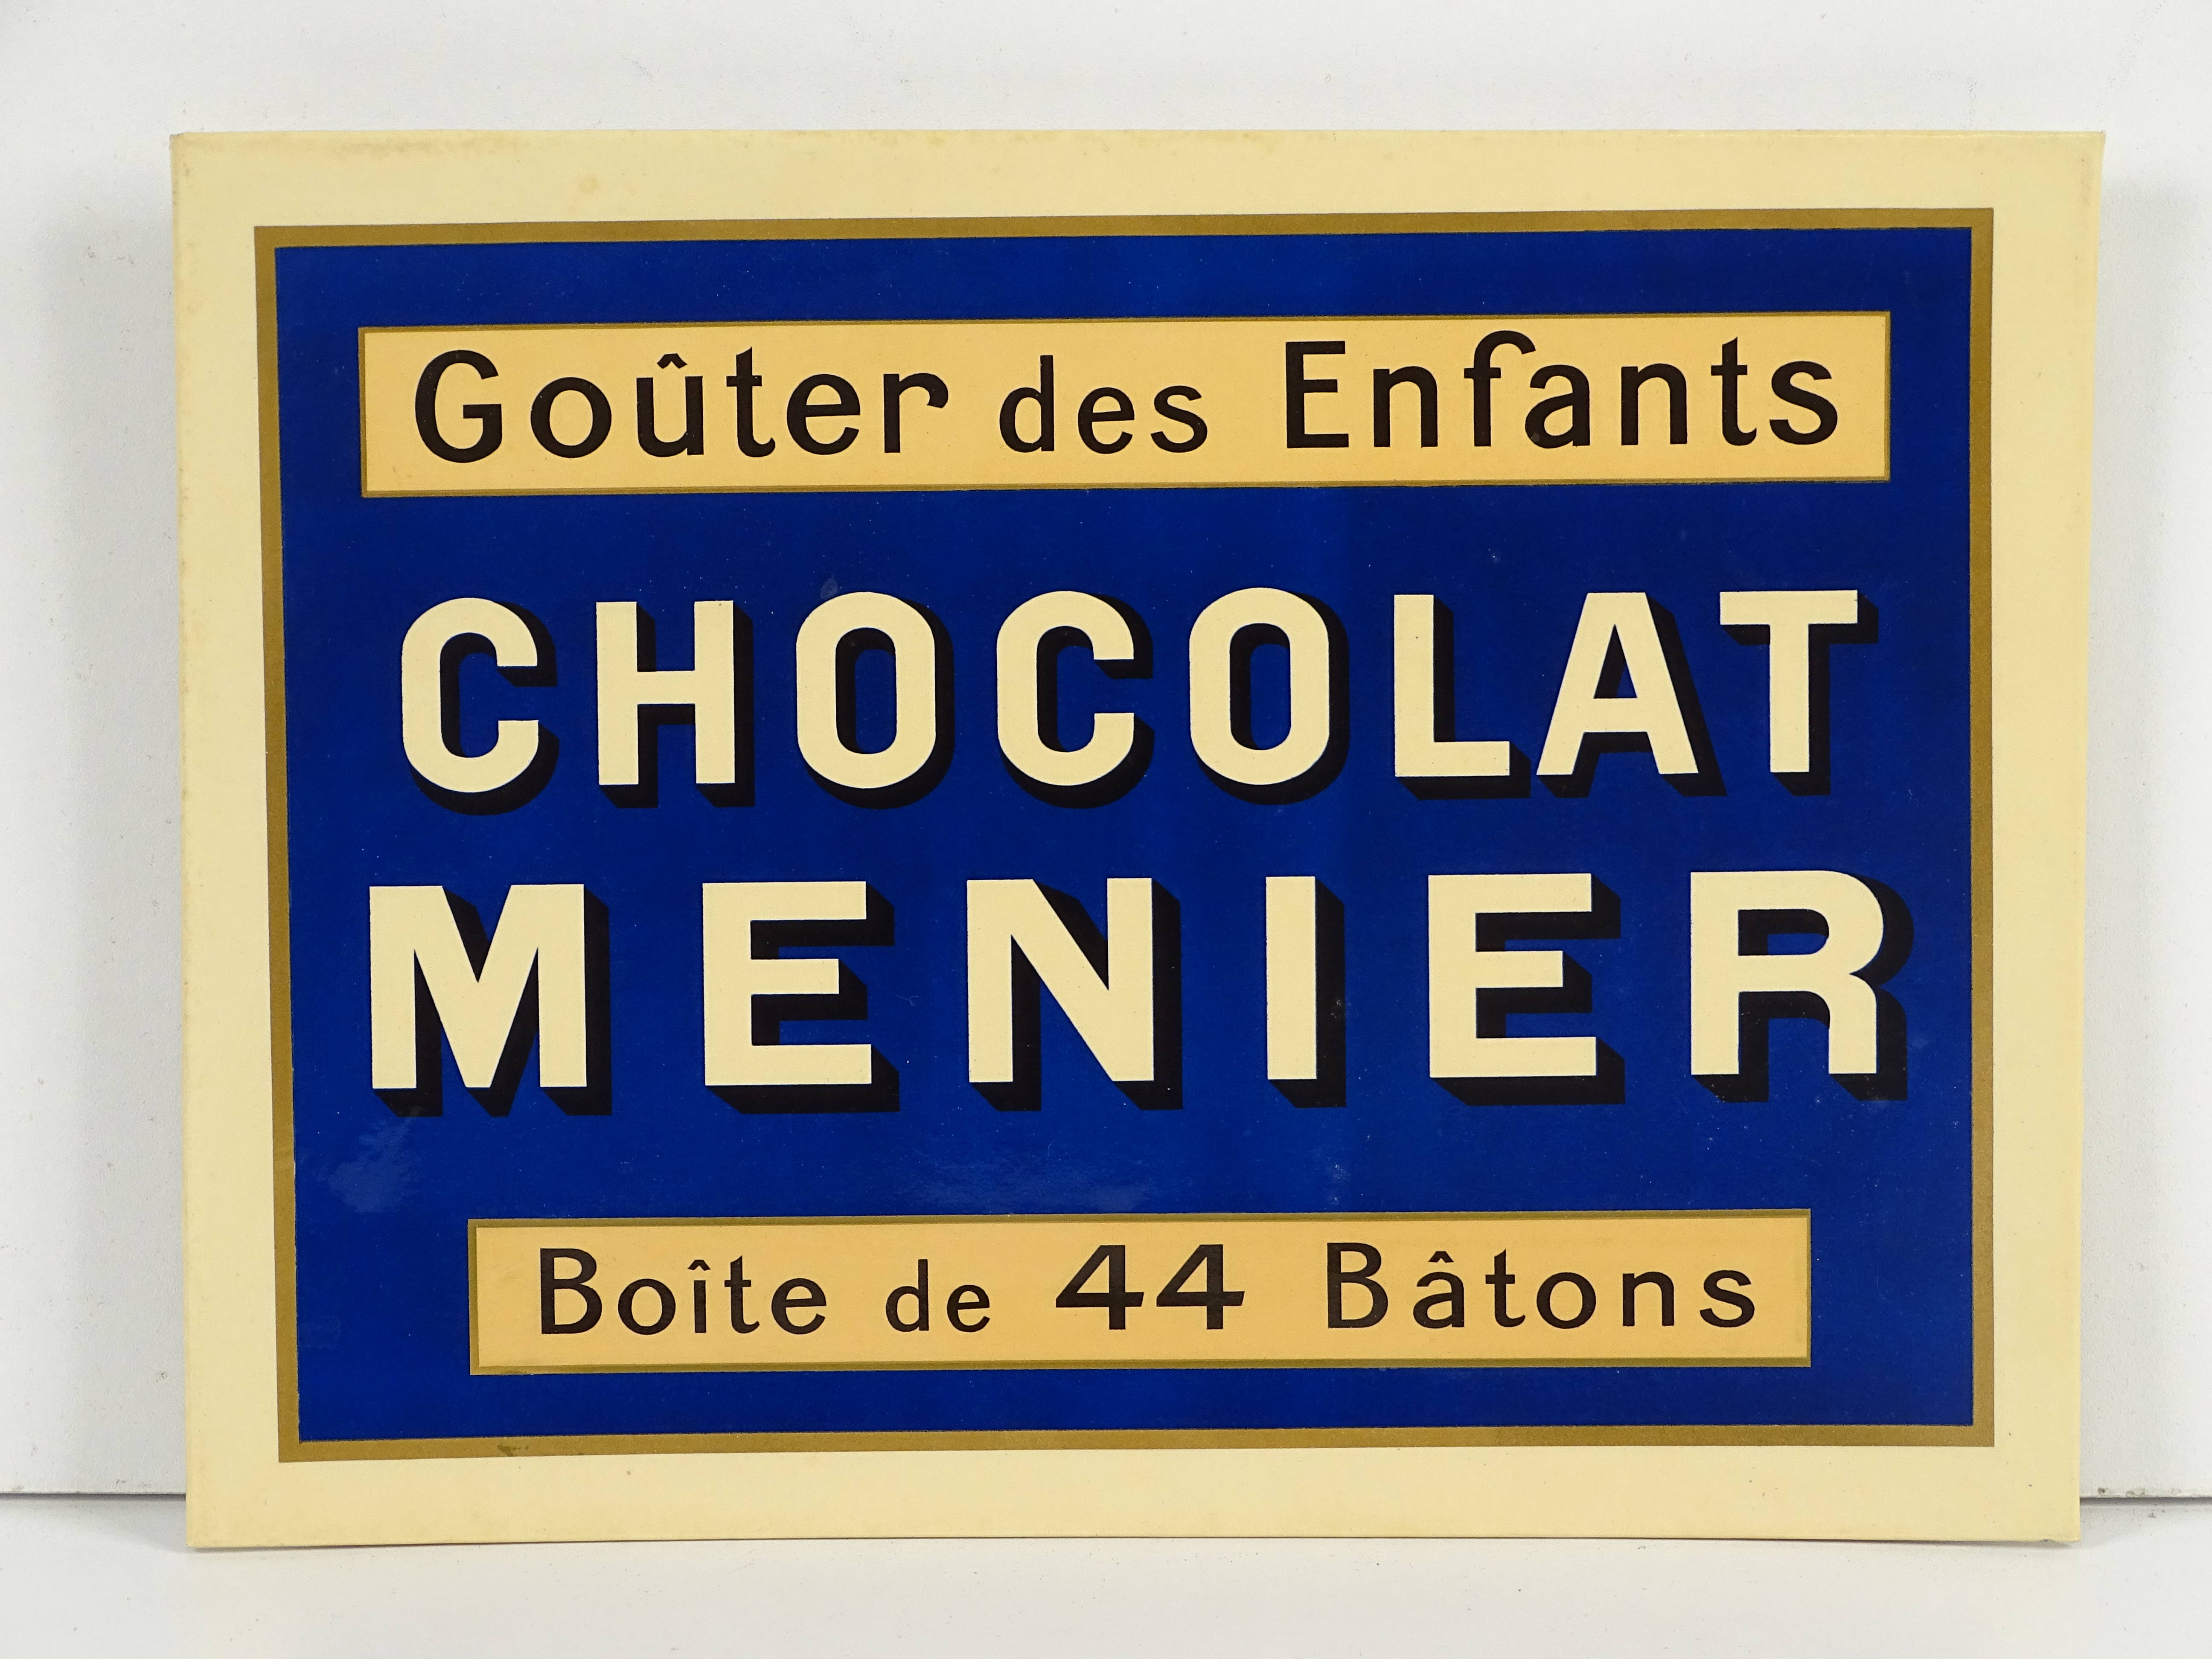 Goûter des Enfants
CHOCOLAT
MENIER
Boîte de 44 Bâtons